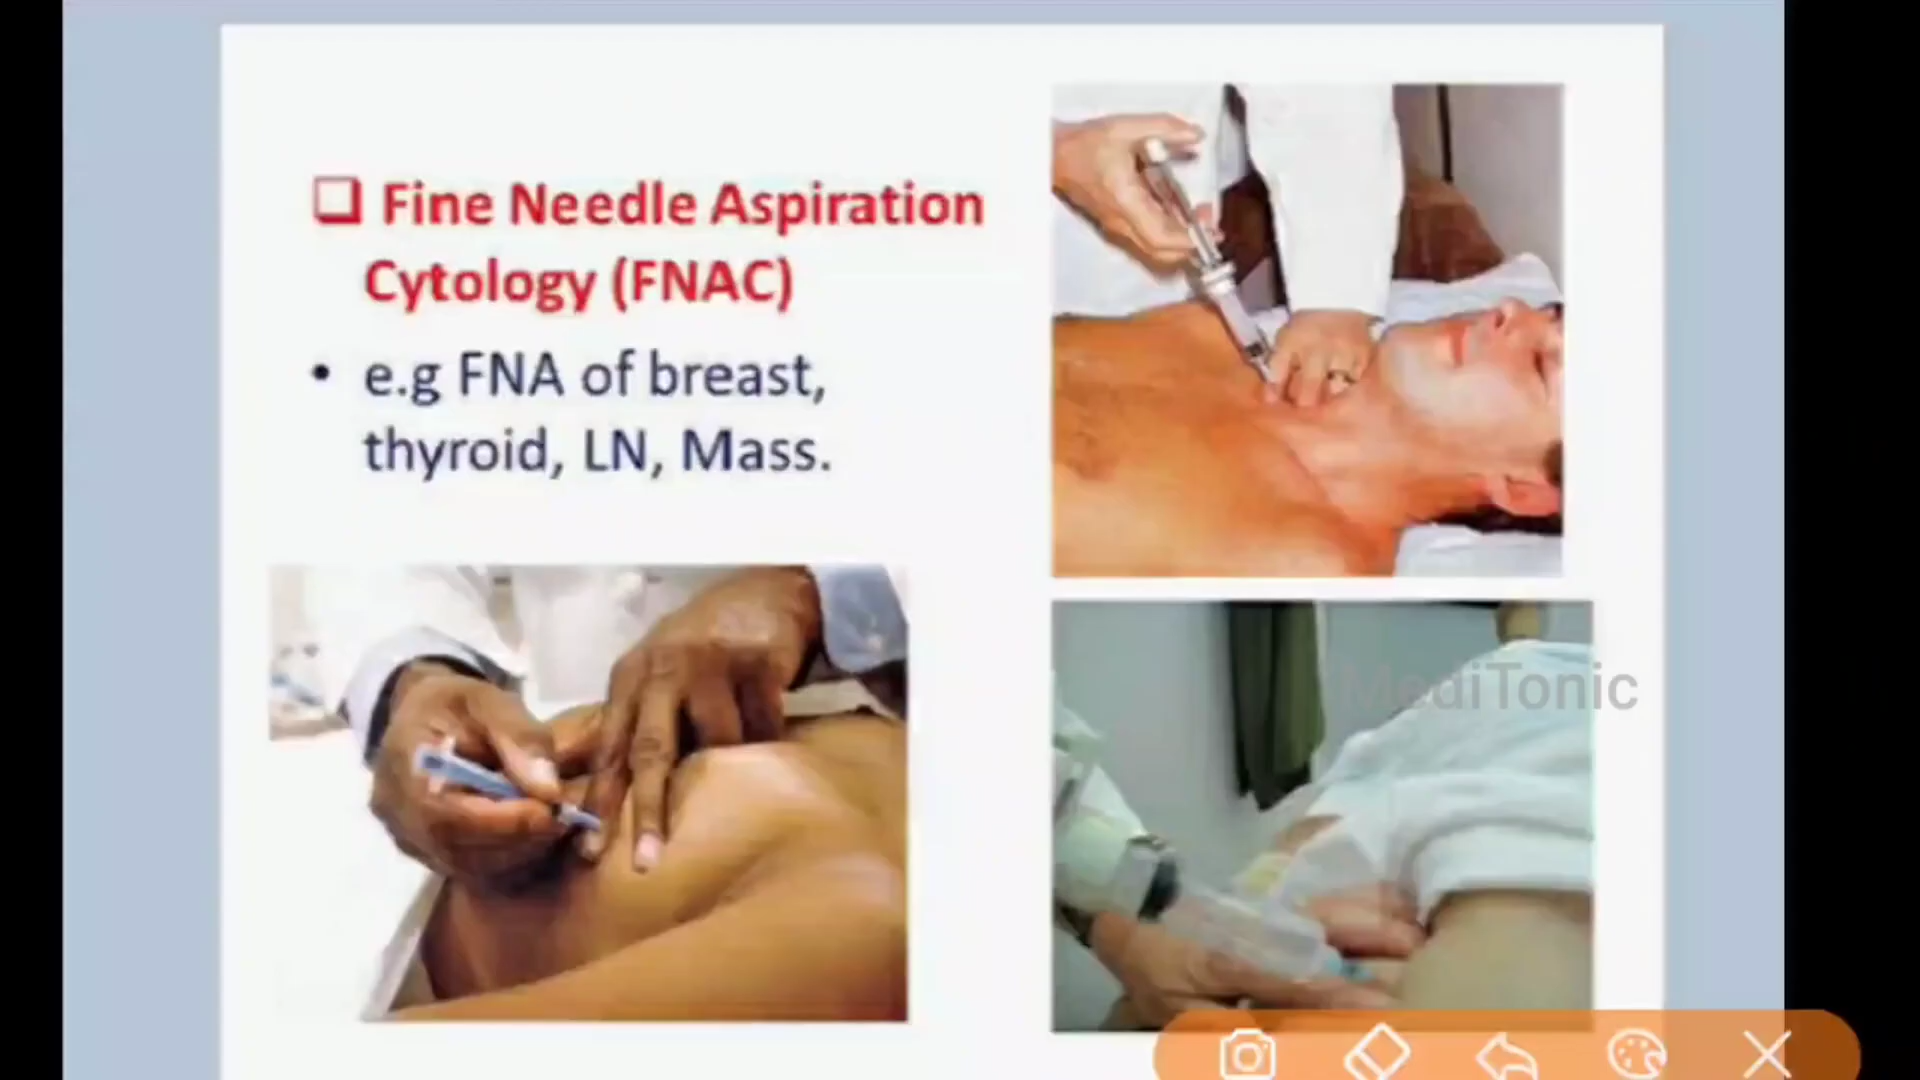 ❑ Fine Needle Aspiration
Cytology (FNAC)
• e.g FNA of breast,
thyroid, LN, Mass.
MediTonic